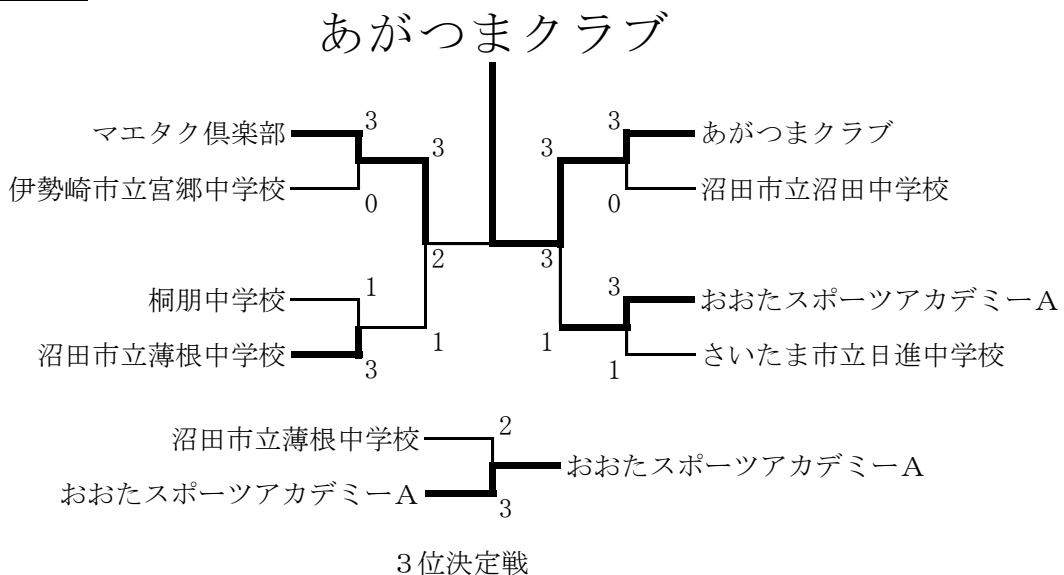 あがつまクラブ
マエタク倶楽部 3 3 3 3 あがつまクラブ
伊勢崎市立宮郷中学校 0 0 沼田市立沼田中学校
2 3
桐朋中学校 1 3 おおたスポーツアカデミーＡ
沼田市立薄根中学校 3 1 1 1 さいたま市立日進中学校
沼田市立薄根中学校 2
おおたスポーツアカデミーＡ
おおたスポーツアカデミーＡ 3
３位決定戦